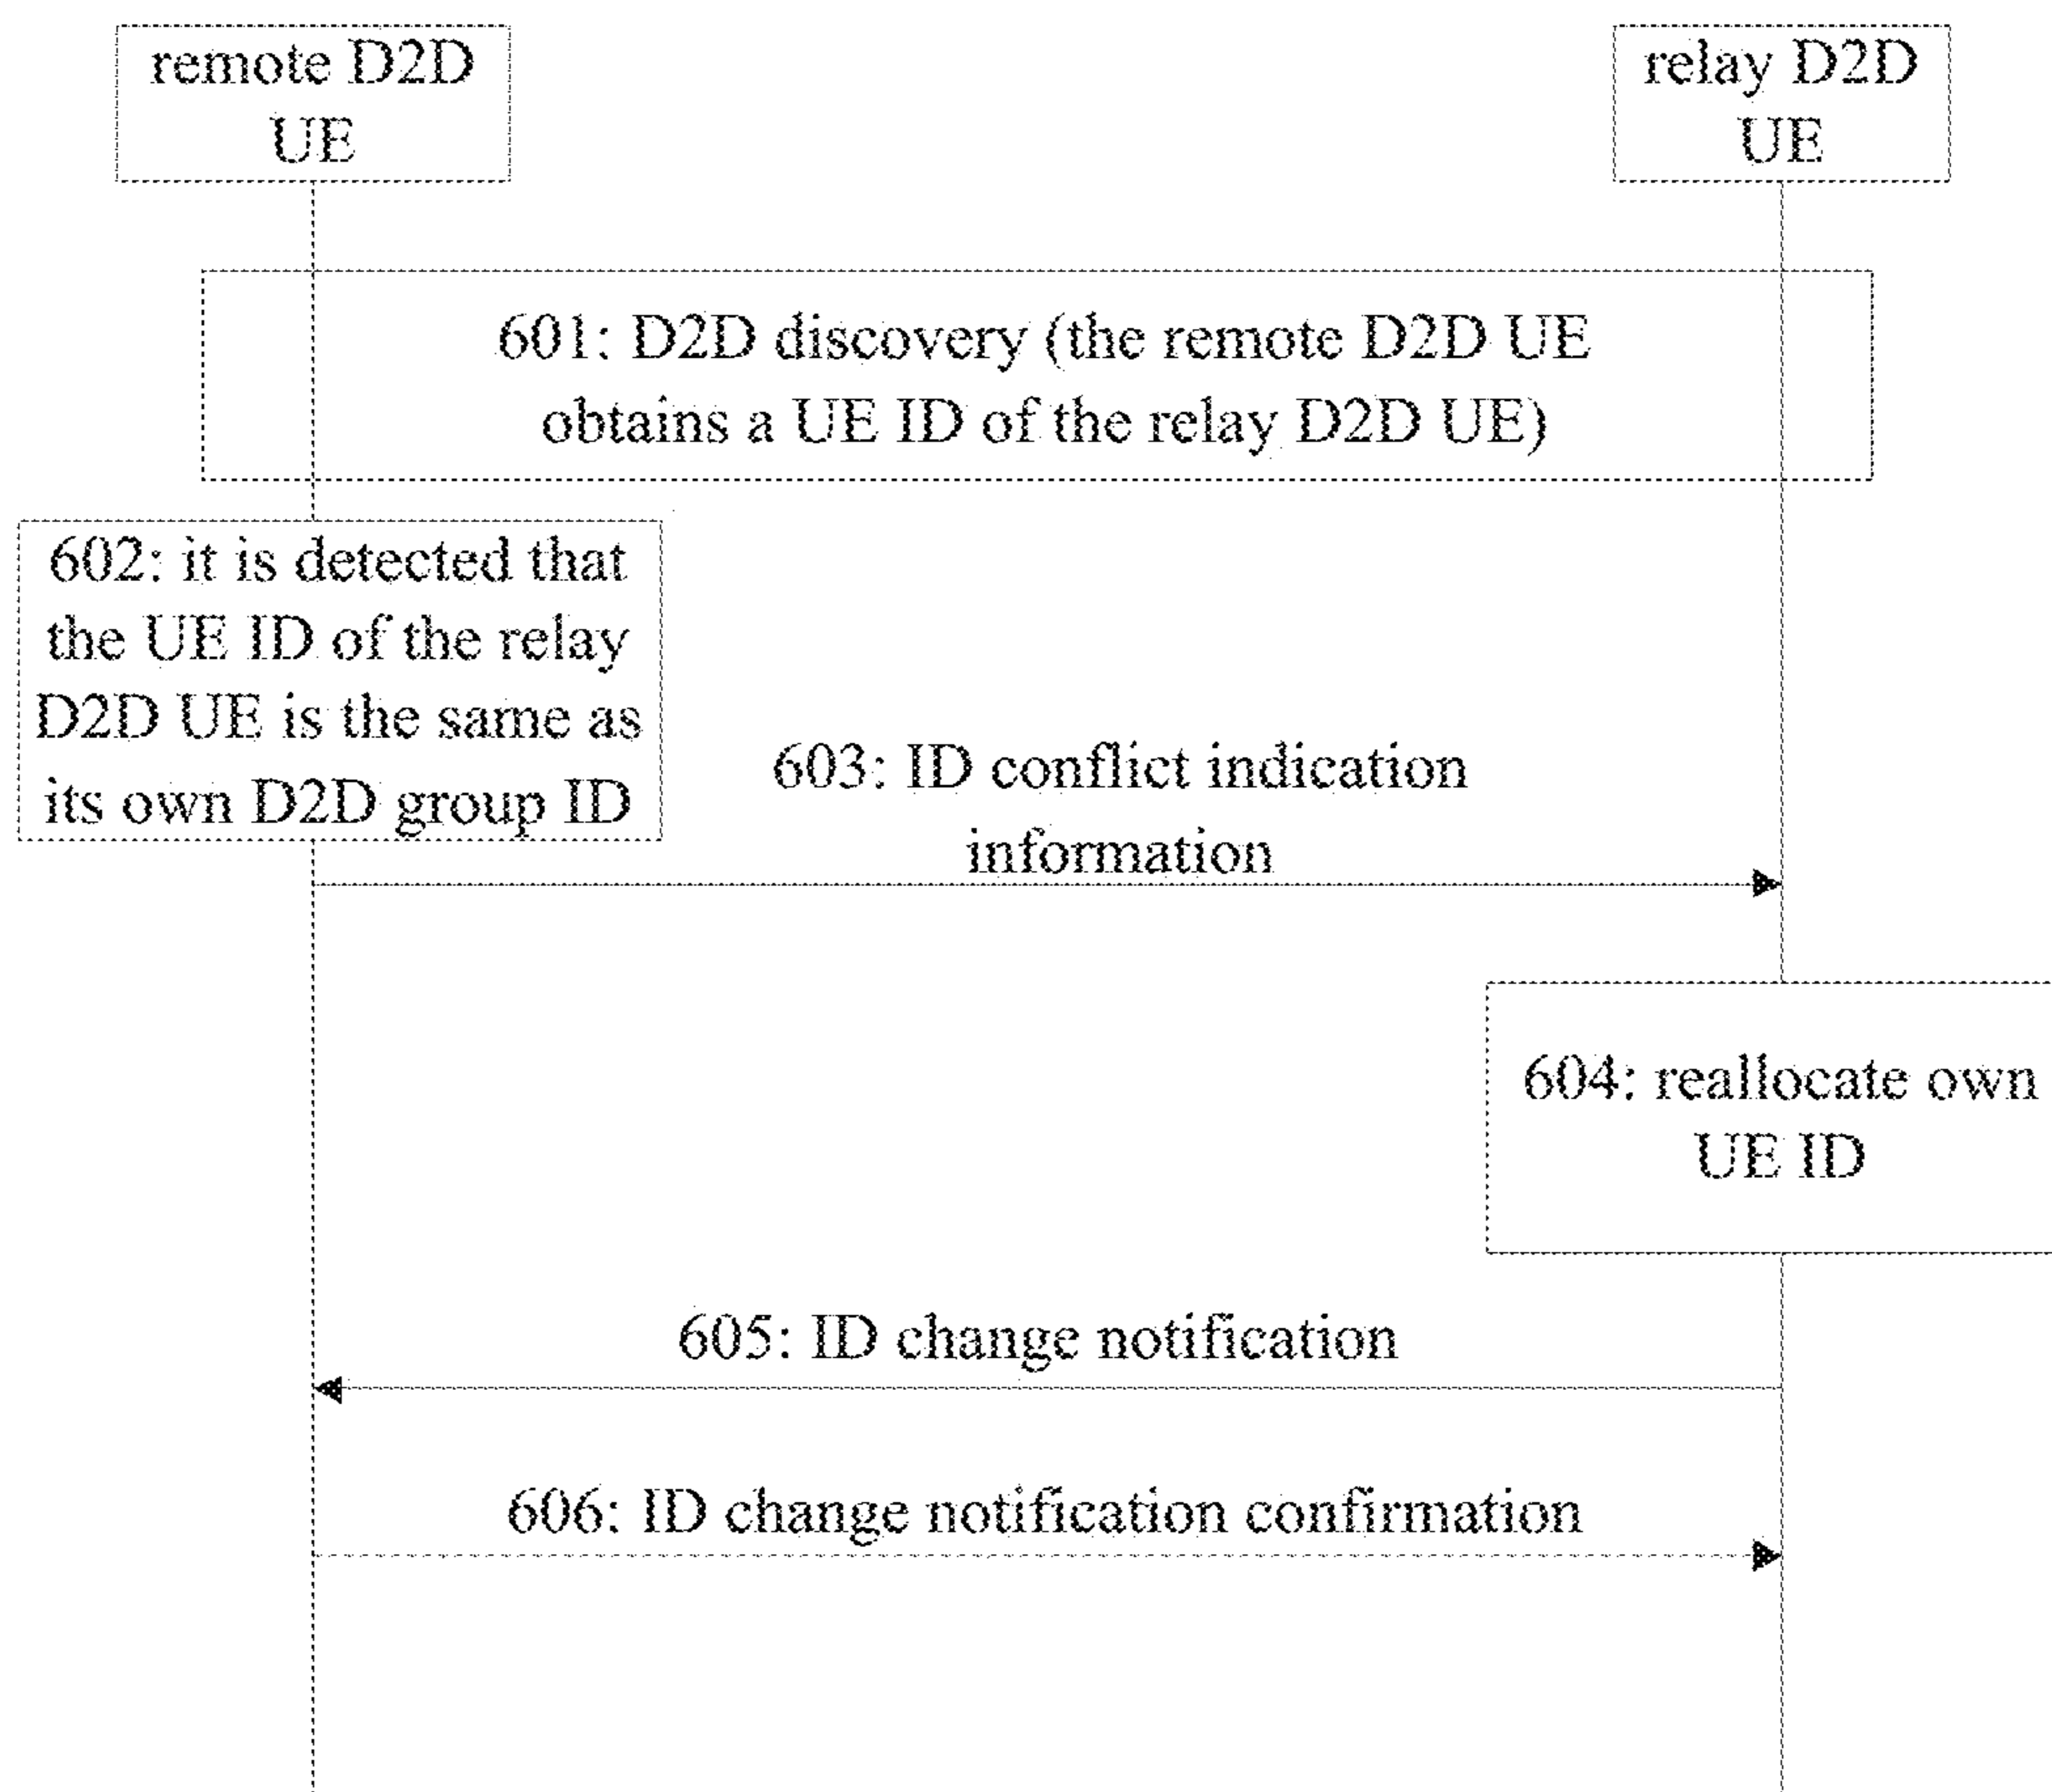 remote D2D
UE
relay D2D
UE
601: D2D discovery (the remote D2D UE
obtains a UE ID of the relay D2D UE)
602: it is detected that
the UE ID of the relay
D2D UE is the same as
its own D2D group ID
603: ID conflict indication
information
604: reallocate own
UE ID
605: ID change notification
606: ID change notification confirmation